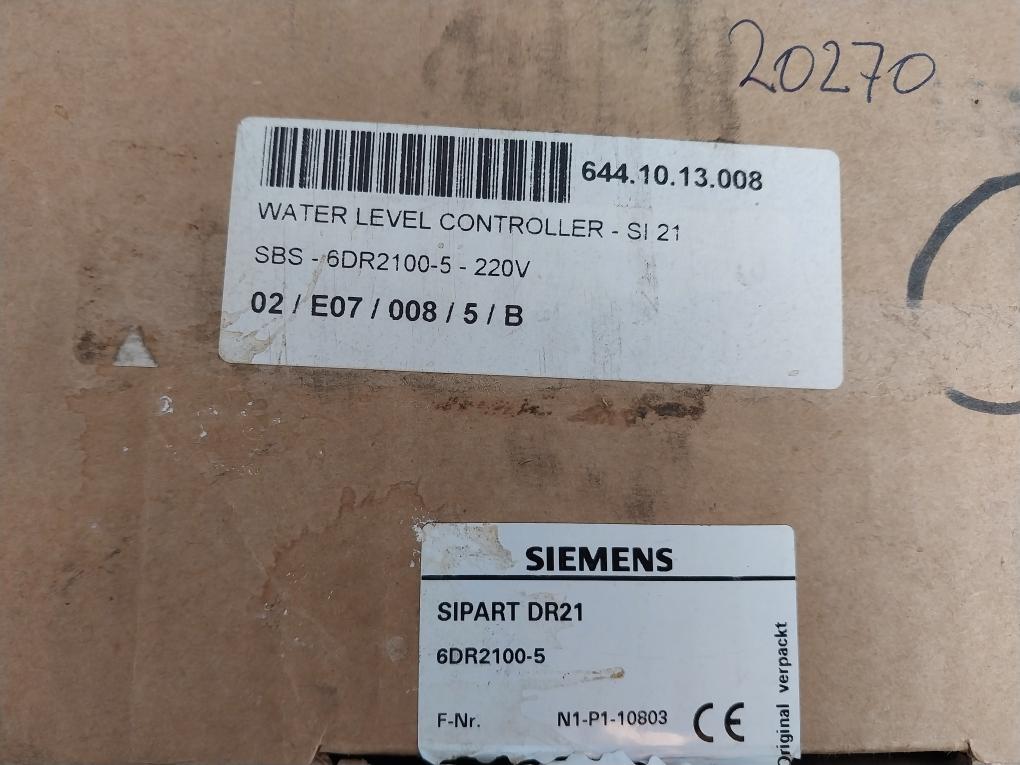 20270
644.10.13.008
WATER LEVEL CONTROLLER - SI 21
SBS - 6DR2100-5 - 220V
02 / E07 / 008 / 5 / B
SIEMENS
SIPART DR21
6DR2100-5
F-Nr. N1-P1-10803 CE
Original verpackt